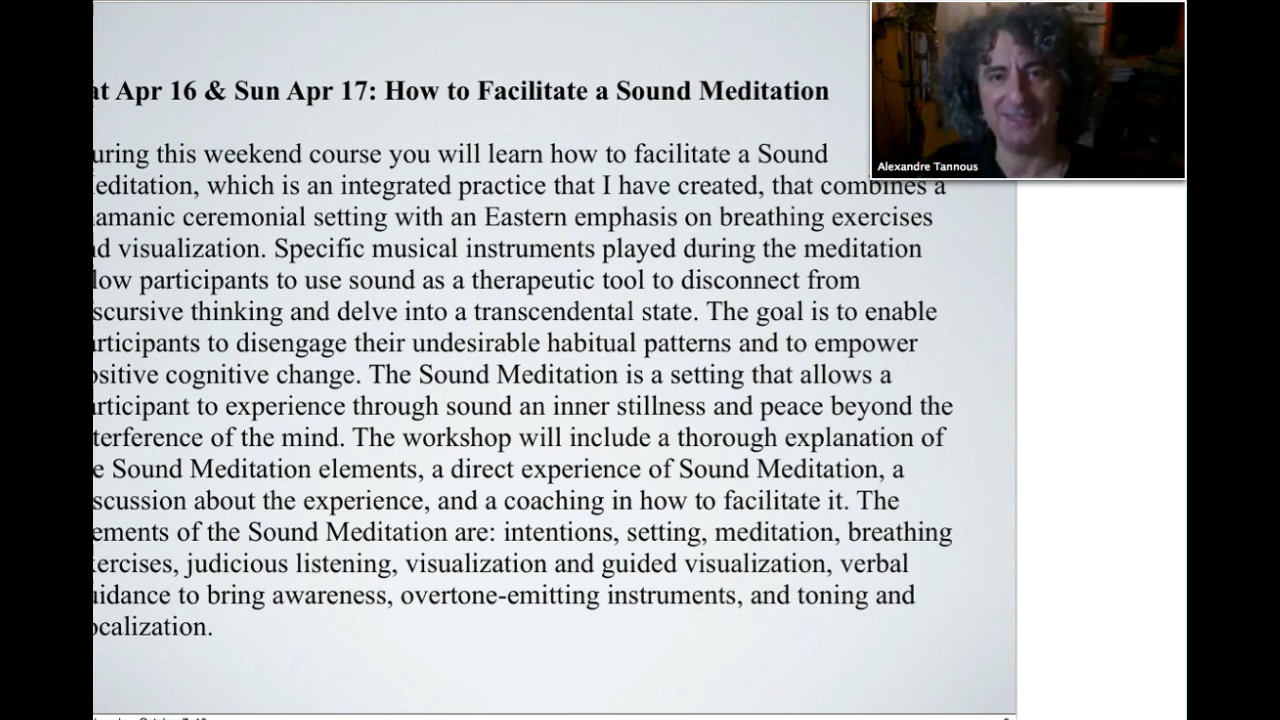 at Apr 16 & Sun Apr 17: How to Facilitate a Sound Meditation
uring this weekend course you will learn how to facilitate a Sound
editation, which is an integrated practice that I have created, that combines a
amanic ceremonial setting with an Eastern emphasis on breathing exercises
d visualization. Specific musical instruments played during the meditation
low participants to use sound as a therapeutic tool to disconnect from
scursive thinking and delve into a transcendental state. The goal is to enable
rticipants to disengage their undesirable habitual patterns and to empower
ositive cognitive change. The Sound Meditation is a setting that allows a
rticipant to experience through sound an inner stillness and peace beyond the
terference of the mind. The workshop will include a thorough explanation of
e Sound Meditation elements, a direct experience of Sound Meditation, a
scussion about the experience, and a coaching in how to facilitate it. The
ements of the Sound Meditation are: intentions, setting, meditation, breathing
ercises, judicious listening, visualization and guided visualization, verbal
uidance to bring awareness, overtone-emitting instruments, and toning and
ocalization.
Alexandre Tannous